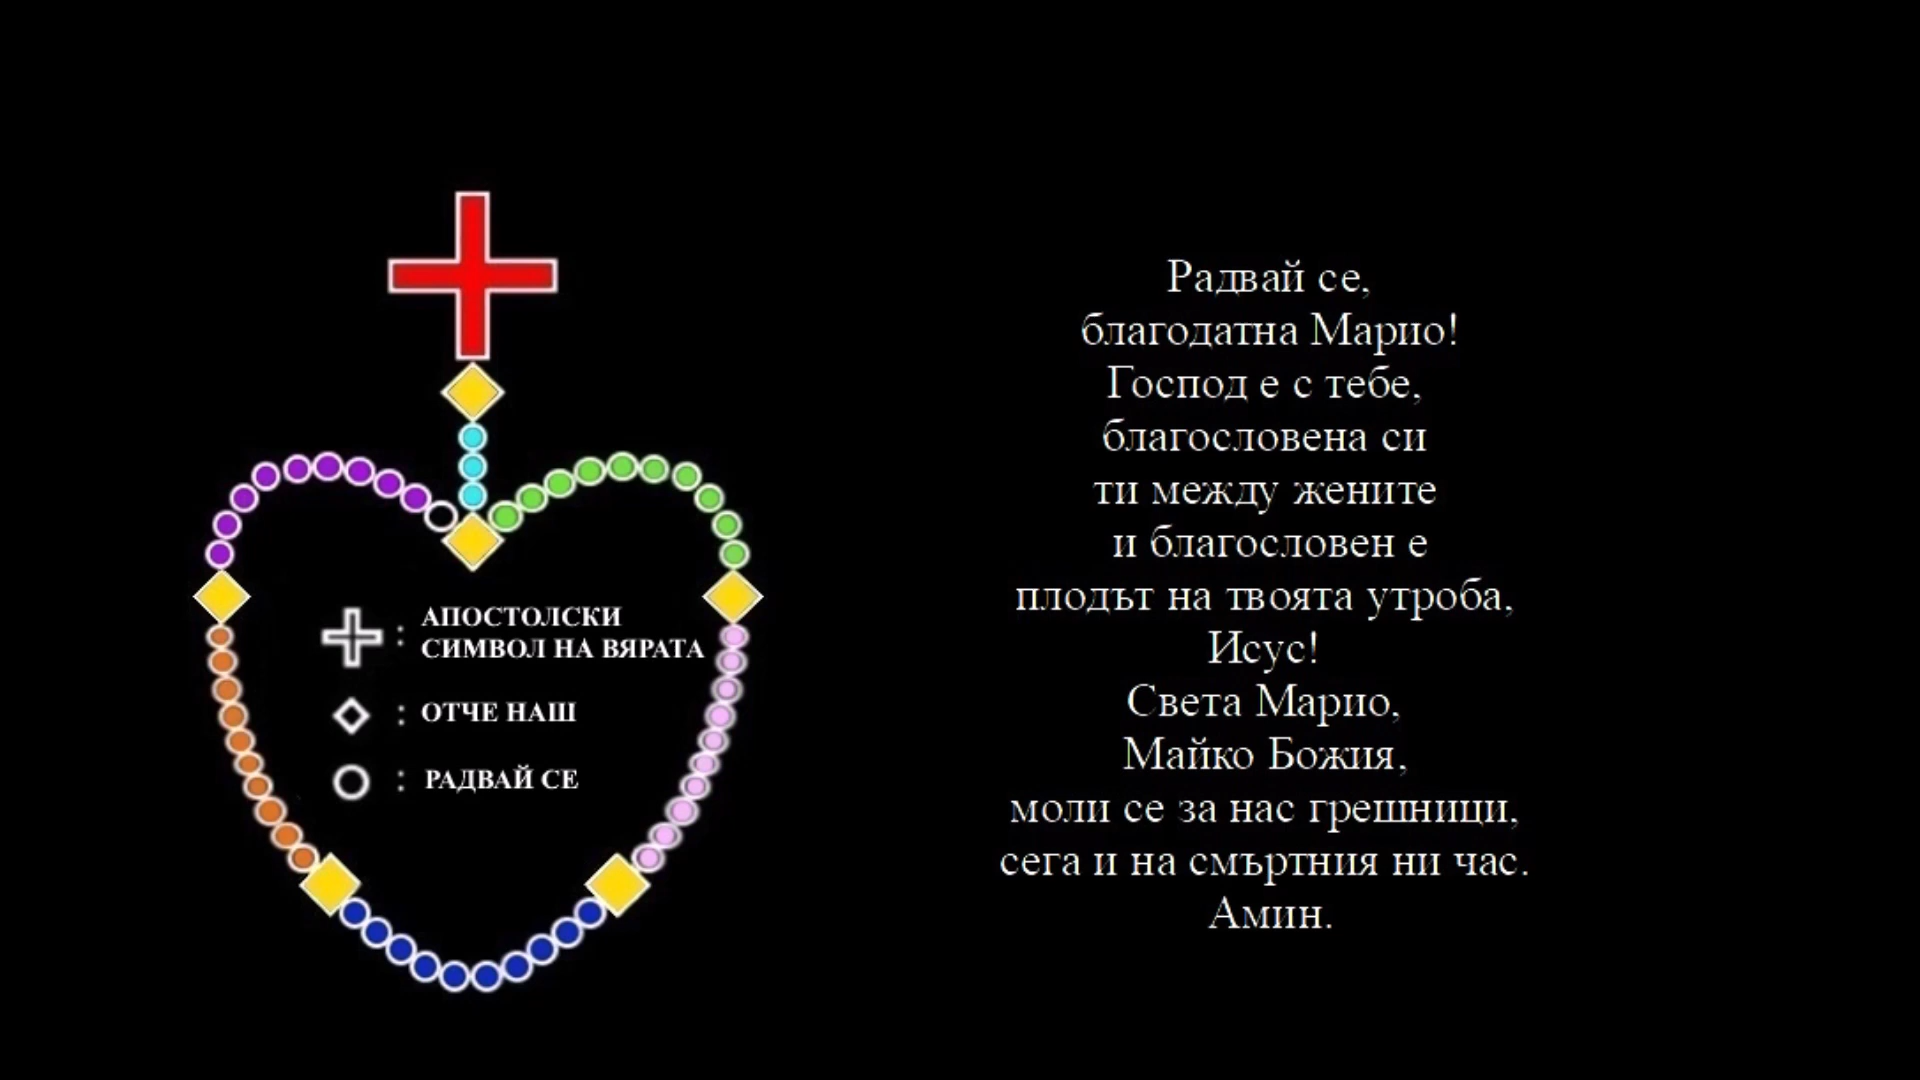 АПОСТОЛСКИ
СИМВОЛ НА ВЯРАТА
ОТЧЕ НАШ
РАДВАЙ СЕ
Радвай се,
благодатна Марио!
Господ е с тебе,
благословена си
ти между жените
и благословен е
плодът на твоята утроба,
Исус!
Света Марио,
Майко Божия,
моли се за нас грешници,
сега и на смъртния ни час.
Амин.